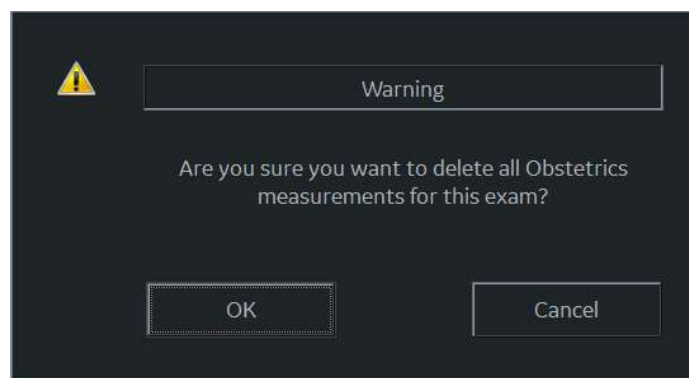 Warning
Are you sure you want to delete all Obstetrics
measurements for this exam?
OK
Cancel